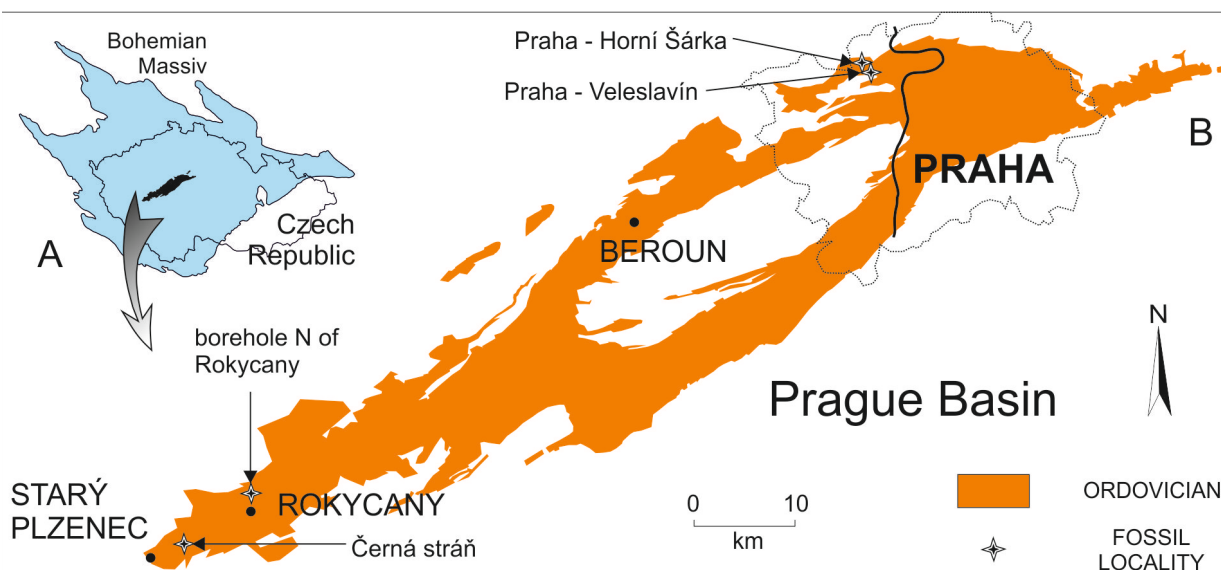 Bohemian
Massiv
Czech
Republic
A
Praha - Horní Šárka
Praha - Veleslavín
B
PRAHA
BEROUN
borehole N of
Rokycany
N
Prague Basin
STARÝ
PLZENEC
ROKYCANY
Černá stráň
0 10
km
ORDOVICIAN
FOSSIL
LOCALITY